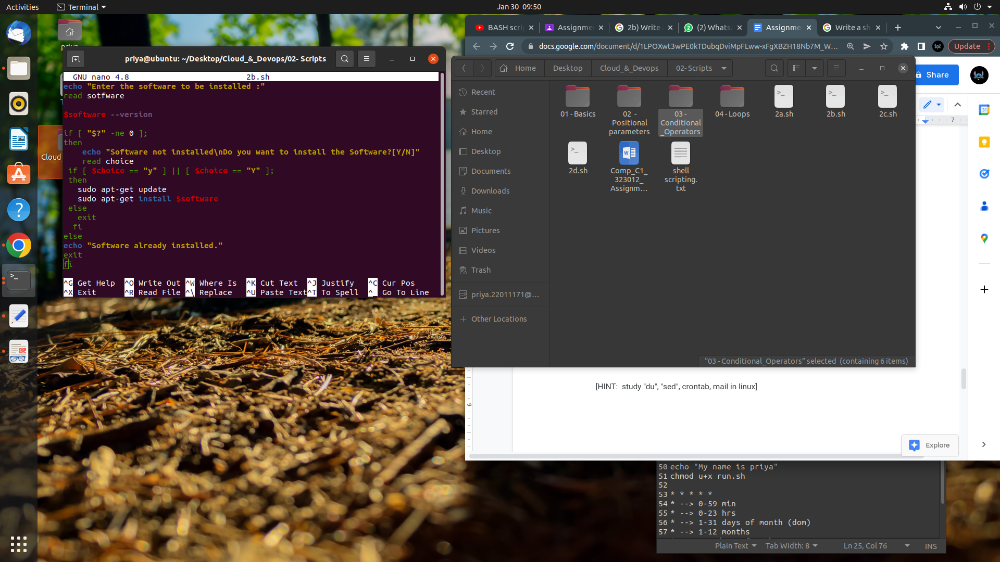 Activities
Terminal
Jan 30 09:50
priya@ubuntu: ~/Desktop/Cloud_&_Devops/02- Scripts
GNU nano 4.8 2b.sh
echo "Enter the software to be installed :"
read sotfware
$software --version
if [ "$?" -ne 0 ];
then
echo "Software not installed\nDo you want to install the Software?[Y/N]"
read choice
if [ $choice == "y" ] || [ $choice == "Y" ];
then
sudo apt-get update
sudo apt-get install $software
else
exit
fi
else
echo "Software already installed."
exit
fi
^G Get Help ^O Write Out ^W Where Is ^K Cut Text ^J Justify ^C Cur Pos
^X Exit ^R Read File ^\ Replace ^U Paste Text ^T To Spell ^_ Go To Line
BASH scri
Assignme
2b) Write
(2) Whats
Assignme
Write a sh
docs.google.com/document/d/1LPOXwt3wPE0kTDubqDviMpFLww-xFgXBZH18Nb7M_W...
Update
Share
7
31
Home
Desktop
Cloud_&_Devops
02- Scripts
Recent
Starred
Home
Desktop
Documents
Downloads
Music
Pictures
Videos
Trash
priya.22011171@...
+ Other Locations
01 - Basics
02 -
Positional
parameters
03 -
Conditional
_Operators
04 - Loops
2a.sh
2b.sh
2c.sh
2d.sh
Comp_C1_
323012_
Assignm...
shell
scripting.
txt
"03 - Conditional_Operators" selected (containing 6 items)
[HINT: study "du", "sed", crontab, mail in linux]
9
Explore
50 echo "My name is priya"
51 chmod u+x run.sh
52
53 * * * * *
54 * --> 0-59 min
55 * --> 0-23 hrs
56 * --> 1-31 days of month (dom)
57 * --> 1-12 months
Plain Text
Tab Width: 8
Ln 25, Col 76
INS
priya
Cloud_